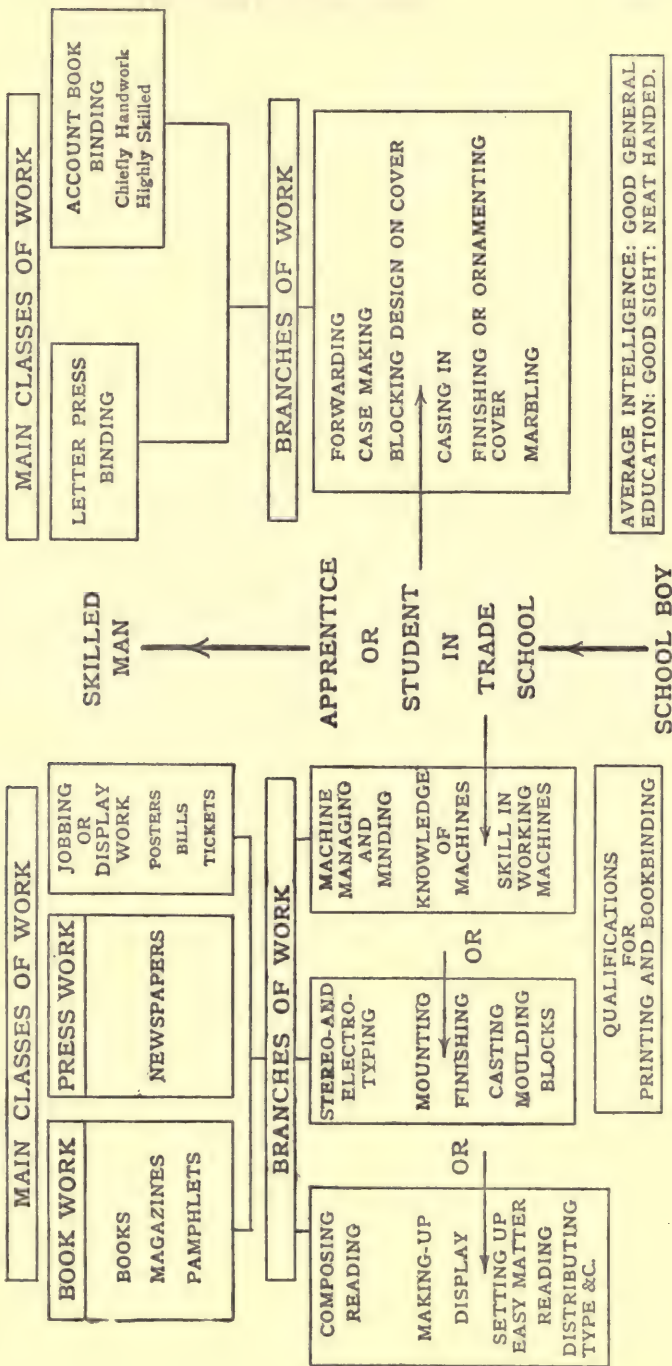 MAIN CLASSES OF WORK
BOOK WORK
BOOKS
MAGAZINES
PAMPHLETS
PRESS WORK
NEWSPAPERS
JOBBING
OR
DISPLAY
WORK
POSTERS
BILLS
TICKETS
BRANCHES OF WORK
COMPOSING
READING
MAKING-UP
DISPLAY
SETTING UP
EASY MATTER
READING
DISTRIBUTING
TYPE &C.
OR
STEREO-AND
ELECTRO-
TYPING
MOUNTING
FINISHING
CASTING
MOULDING
BLOCKS
OR
MACHINE
MANAGING
AND
MINDING
KNOWLEDGE
OF
MACHINES
SKILL IN
WORKING
MACHINES
QUALIFICATIONS
FOR
PRINTING AND BOOKBINDING
SKILLED
MAN
APPRENTICE
OR
STUDENT
IN
TRADE
SCHOOL
SCHOOL BOY
MAIN CLASSES OF WORK
LETTER PRESS
BINDING
ACCOUNT BOOK
BINDING
Chiefly Handwork
Highly Skilled
BRANCHES OF WORK
FORWARDING
CASE MAKING
BLOCKING DESIGN ON COVER
CASING IN
FINISHING OR ORNAMENTING
COVER
MARBLING
AVERAGE INTELLIGENCE: GOOD GENERAL
EDUCATION: GOOD SIGHT: NEAT HANDED.